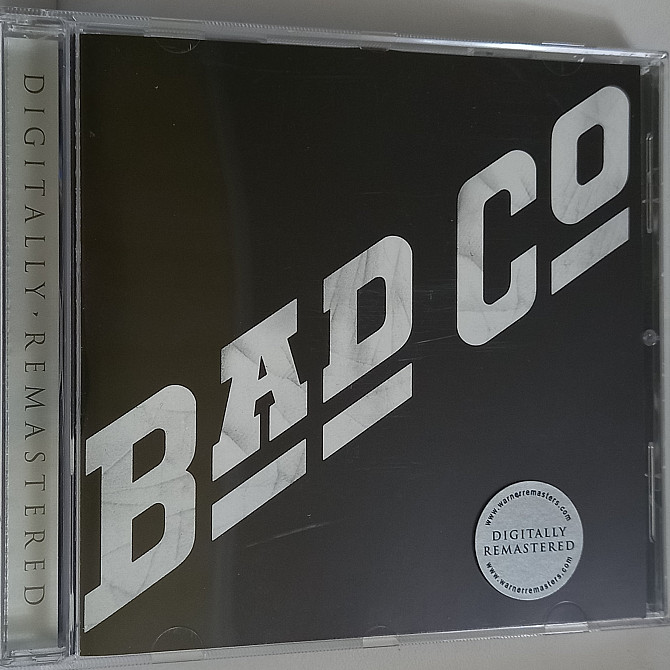 DIGITALLY · REMASTERED
BAD CO
www.warnerremasters.com
DIGITALLY
REMASTERED
www.warnerremasters.com